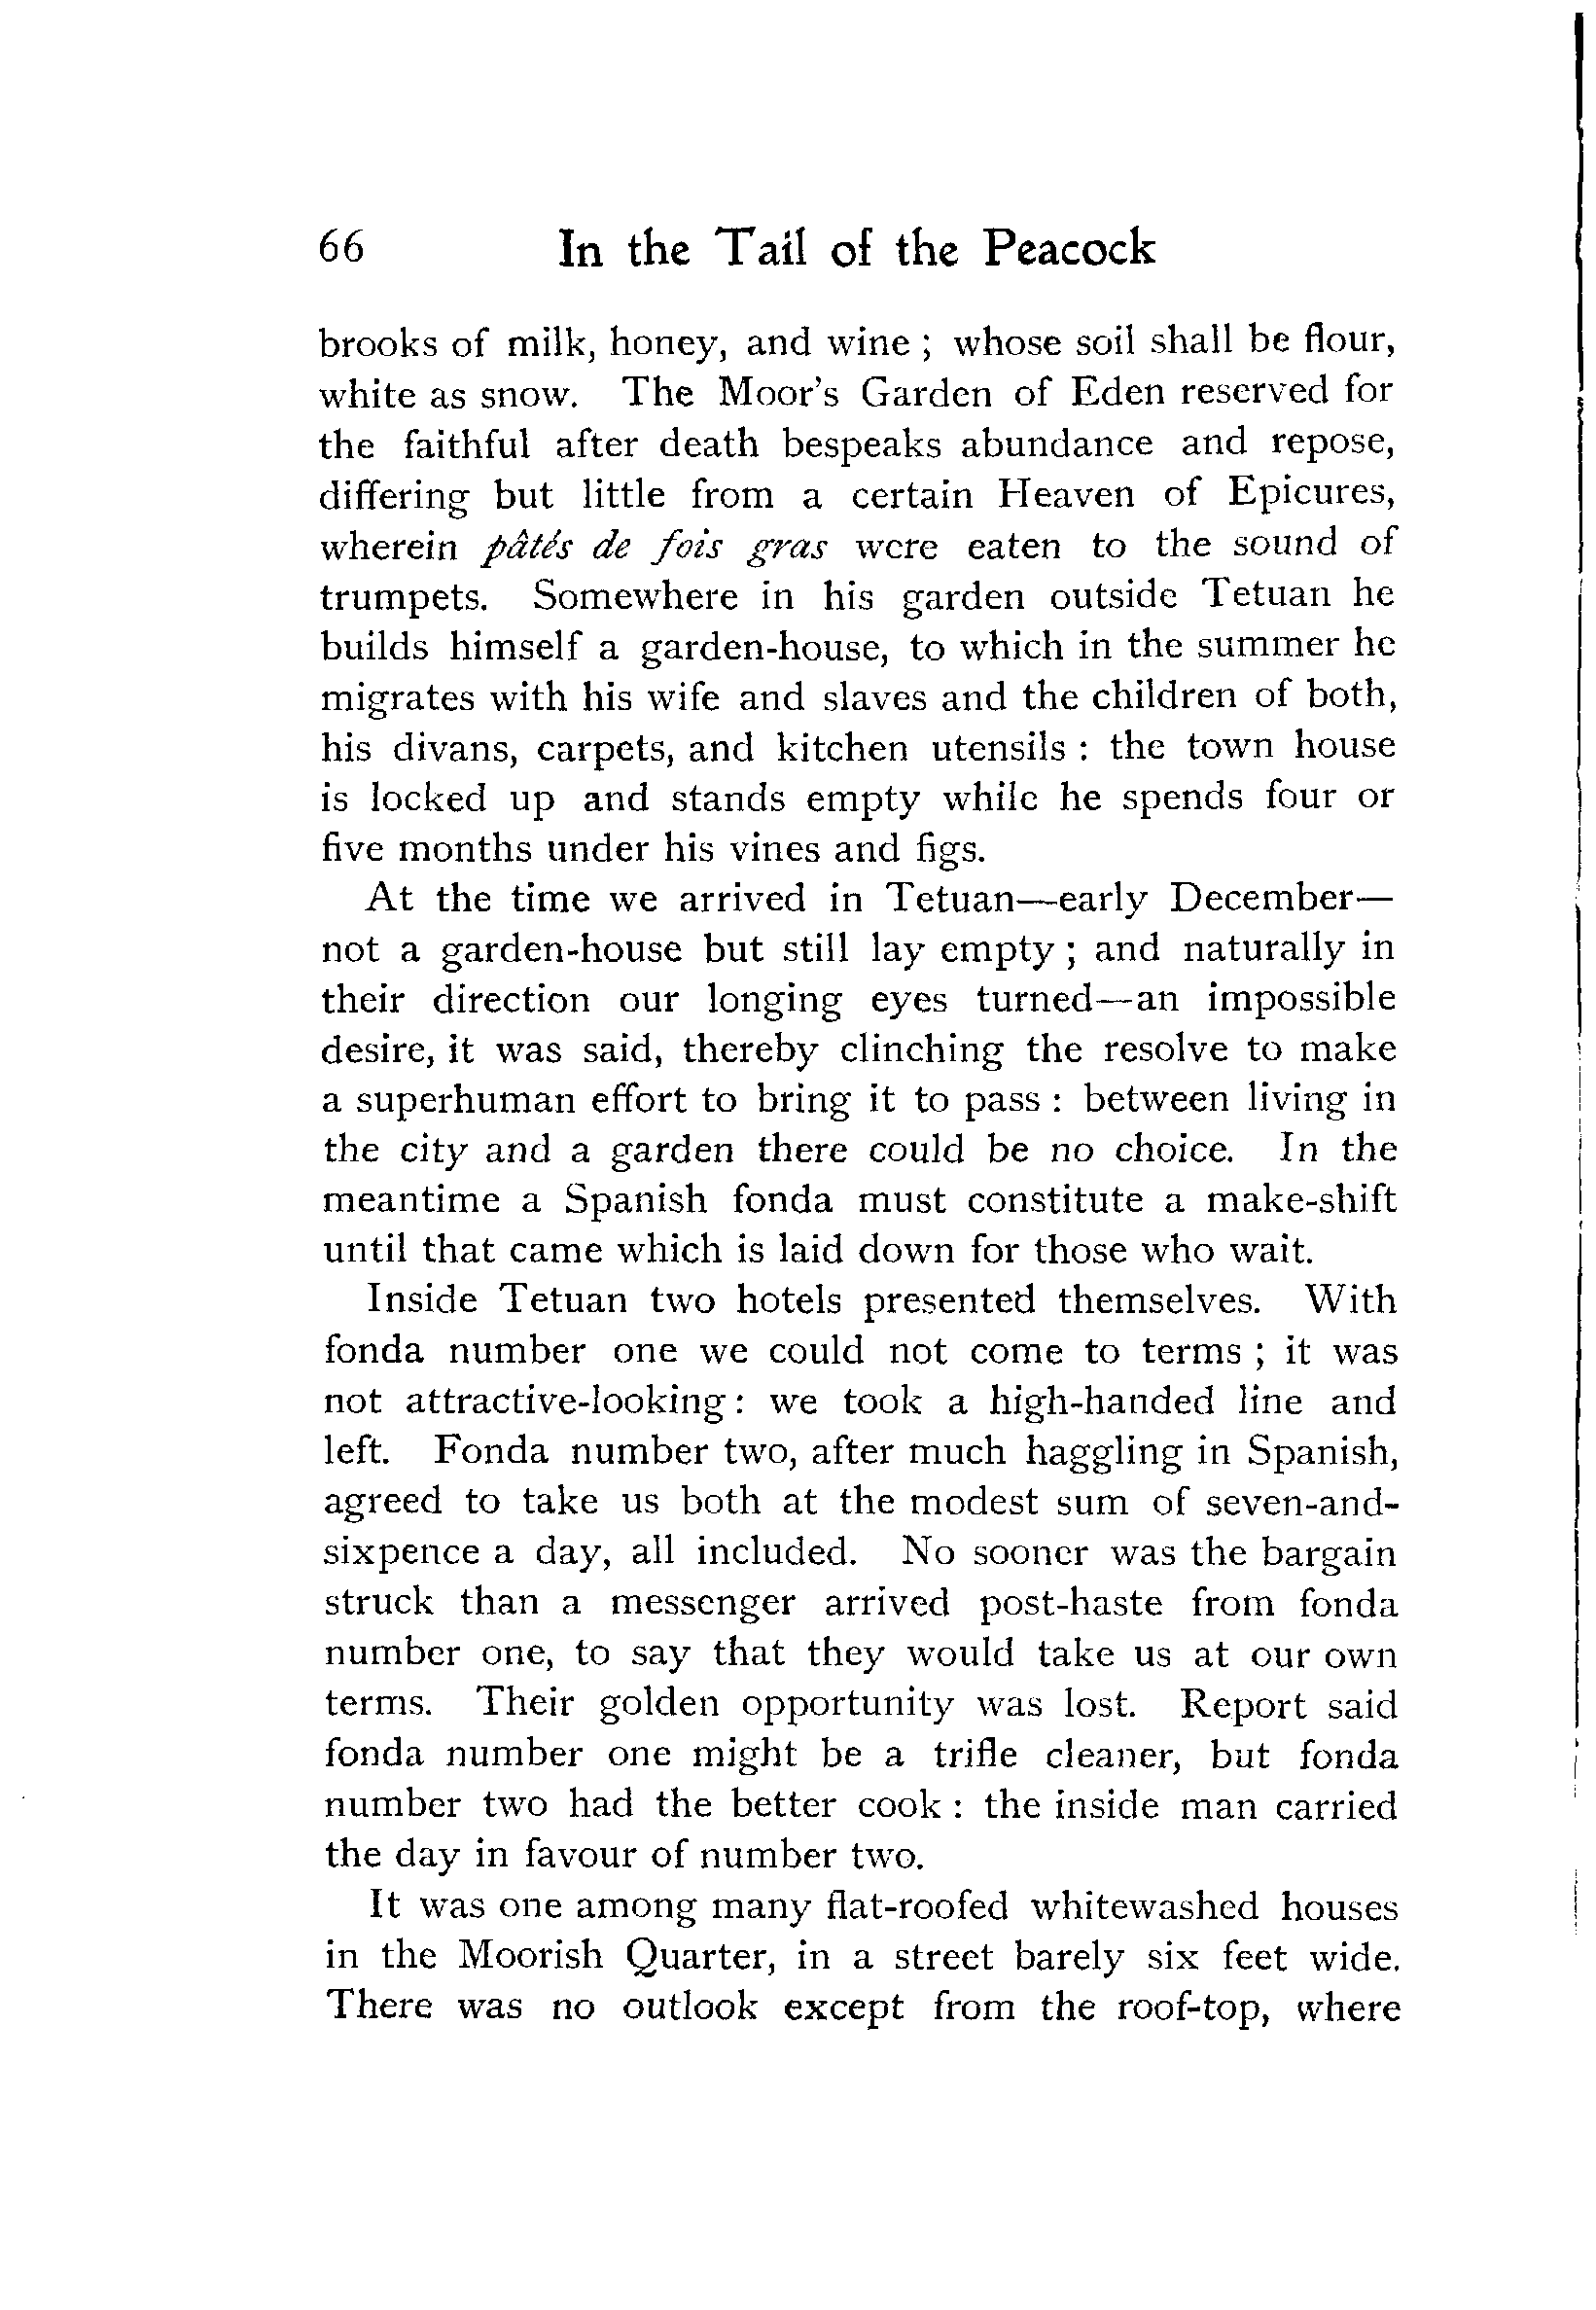 66 In the Tail of the Peacock
brooks of milk, honey, and wine ; whose soil shall be flour,
white as snow. The Moor's Garden of Eden reserved for
the faithful after death bespeaks abundance and repose,
differing but little from a certain Heaven of Epicures,
wherein pâtés de fois gras were eaten to the sound of
trumpets. Somewhere in his garden outside Tetuan he
builds himself a garden-house, to which in the summer he
migrates with his wife and slaves and the children of both,
his divans, carpets, and kitchen utensils : the town house
is locked up and stands empty while he spends four or
five months under his vines and figs.
At the time we arrived in Tetuan—early December—
not a garden-house but still lay empty ; and naturally in
their direction our longing eyes turned—an impossible
desire, it was said, thereby clinching the resolve to make
a superhuman effort to bring it to pass : between living in
the city and a garden there could be no choice. In the
meantime a Spanish fonda must constitute a make-shift
until that came which is laid down for those who wait.
Inside Tetuan two hotels presented themselves. With
fonda number one we could not come to terms ; it was
not attractive-looking : we took a high-handed line and
left. Fonda number two, after much haggling in Spanish,
agreed to take us both at the modest sum of seven-and-
sixpence a day, all included. No sooner was the bargain
struck than a messenger arrived post-haste from fonda
number one, to say that they would take us at our own
terms. Their golden opportunity was lost. Report said
fonda number one might be a trifle cleaner, but fonda
number two had the better cook : the inside man carried
the day in favour of number two.
It was one among many flat-roofed whitewashed houses
in the Moorish Quarter, in a street barely six feet wide.
There was no outlook except from the roof-top, where